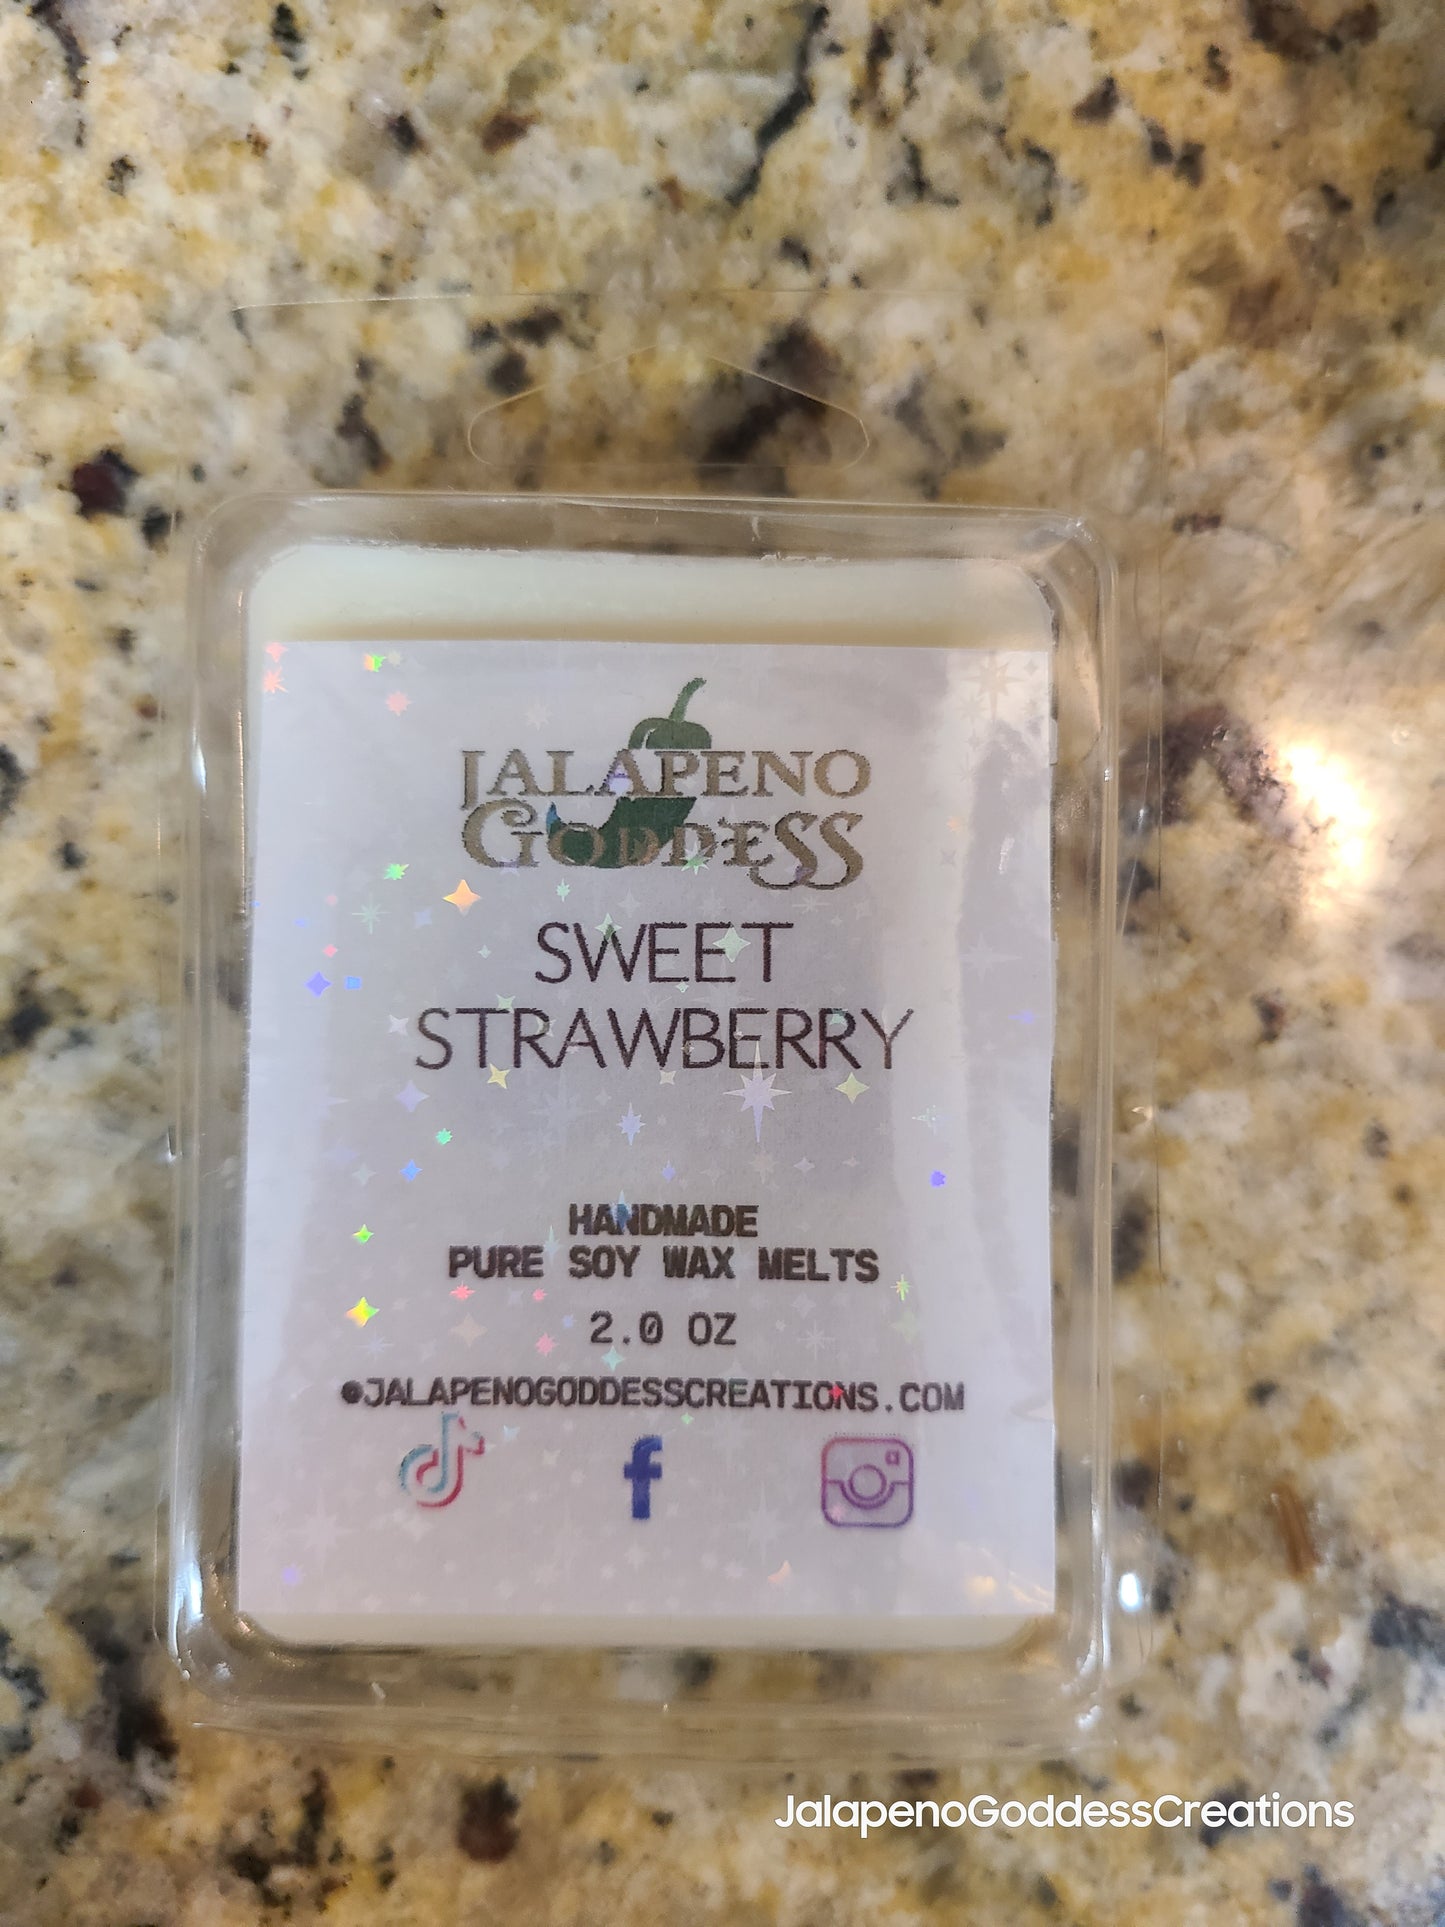 JALAPENO
GODDESS
SWEET
STRAWBERRY
HANDMADE
PURE SOY WAX MELTS
2.0 OZ
@JALAPENOGODDESSCREATIONS.COM
JalapenoGoddessCreations